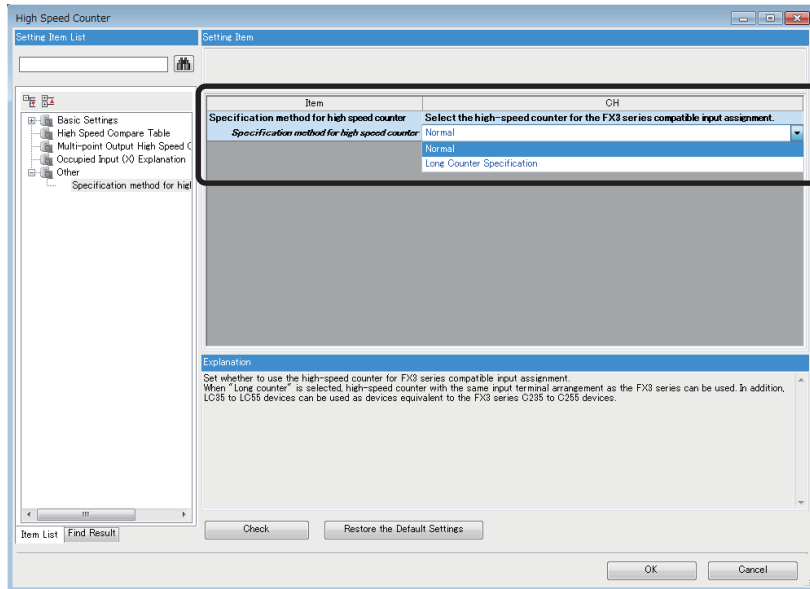 High Speed Counter
Setting Item List
Setting Item
Item
CH
Specification method for high speed counter
Select the high-speed counter for the FX3 series compatible input assignment.
Specification method for high speed counter
Normal
Normal
Long Counter Specification
Basic Settings
High Speed Compare Table
Multi-point Output High Speed C
Occupied Input (X) Explanation
Other
Specification method for higl
Explanation
Set whether to use the high-speed counter for FX3 series compatible input assignment.
When "Long counter" is selected, high-speed counter with the same input terminal arrangement as the FX3 series can be used. In addition,
LC35 to LC55 devices can be used as devices equivalent to the FX3 series C235 to C255 devices.
Item List
Find Result
Check
Restore the Default Settings
OK
Cancel